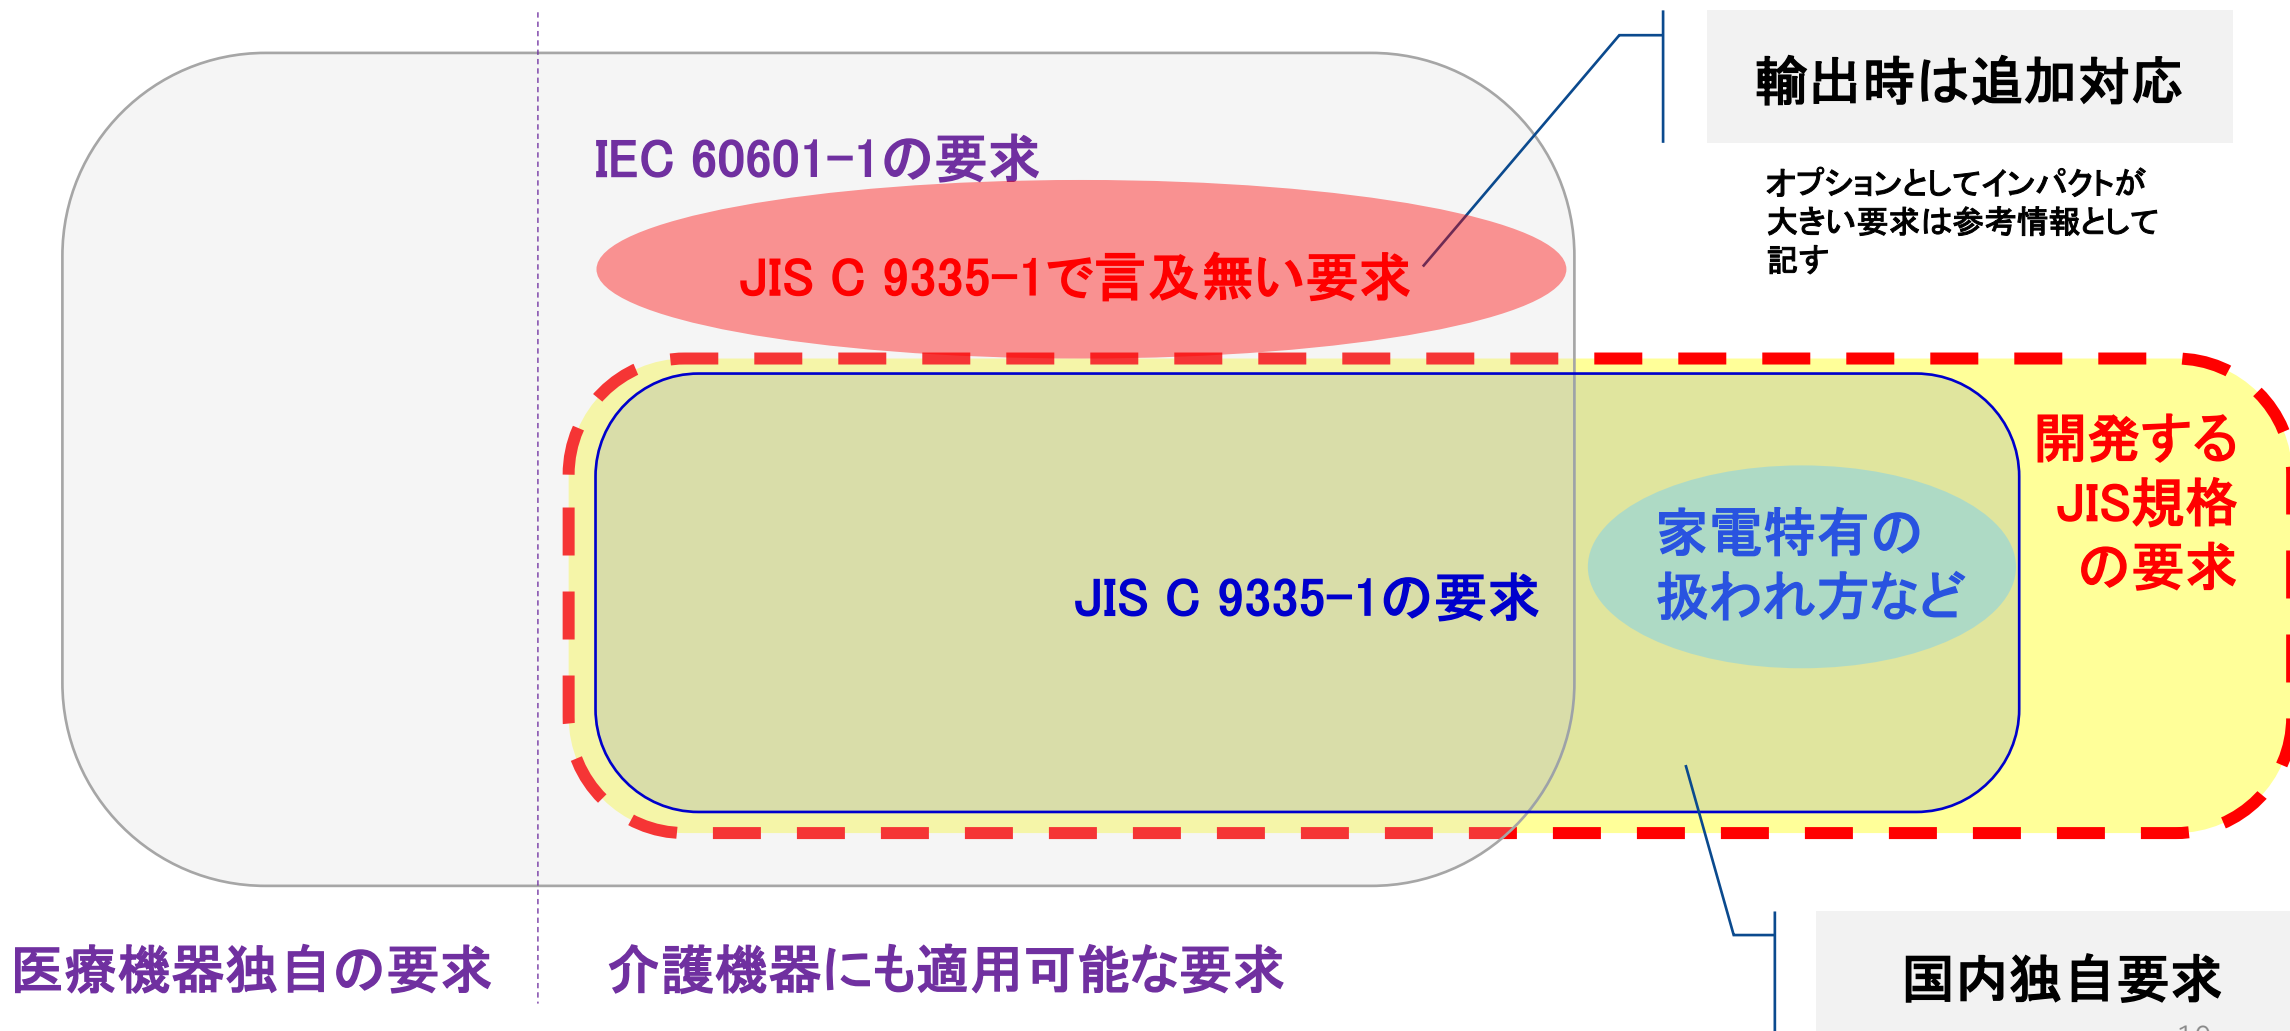 輸出時は追加対応
IEC 60601-1の要求
オプションとしてインパクトが
大きい要求は参考情報として
記す
JIS C 9335-1で言及無い要求
開発する
JIS規格
の要求
家電特有の
扱われ方など
JIS C 9335-1の要求
医療機器独自の要求
介護機器にも適用可能な要求
国内独自要求